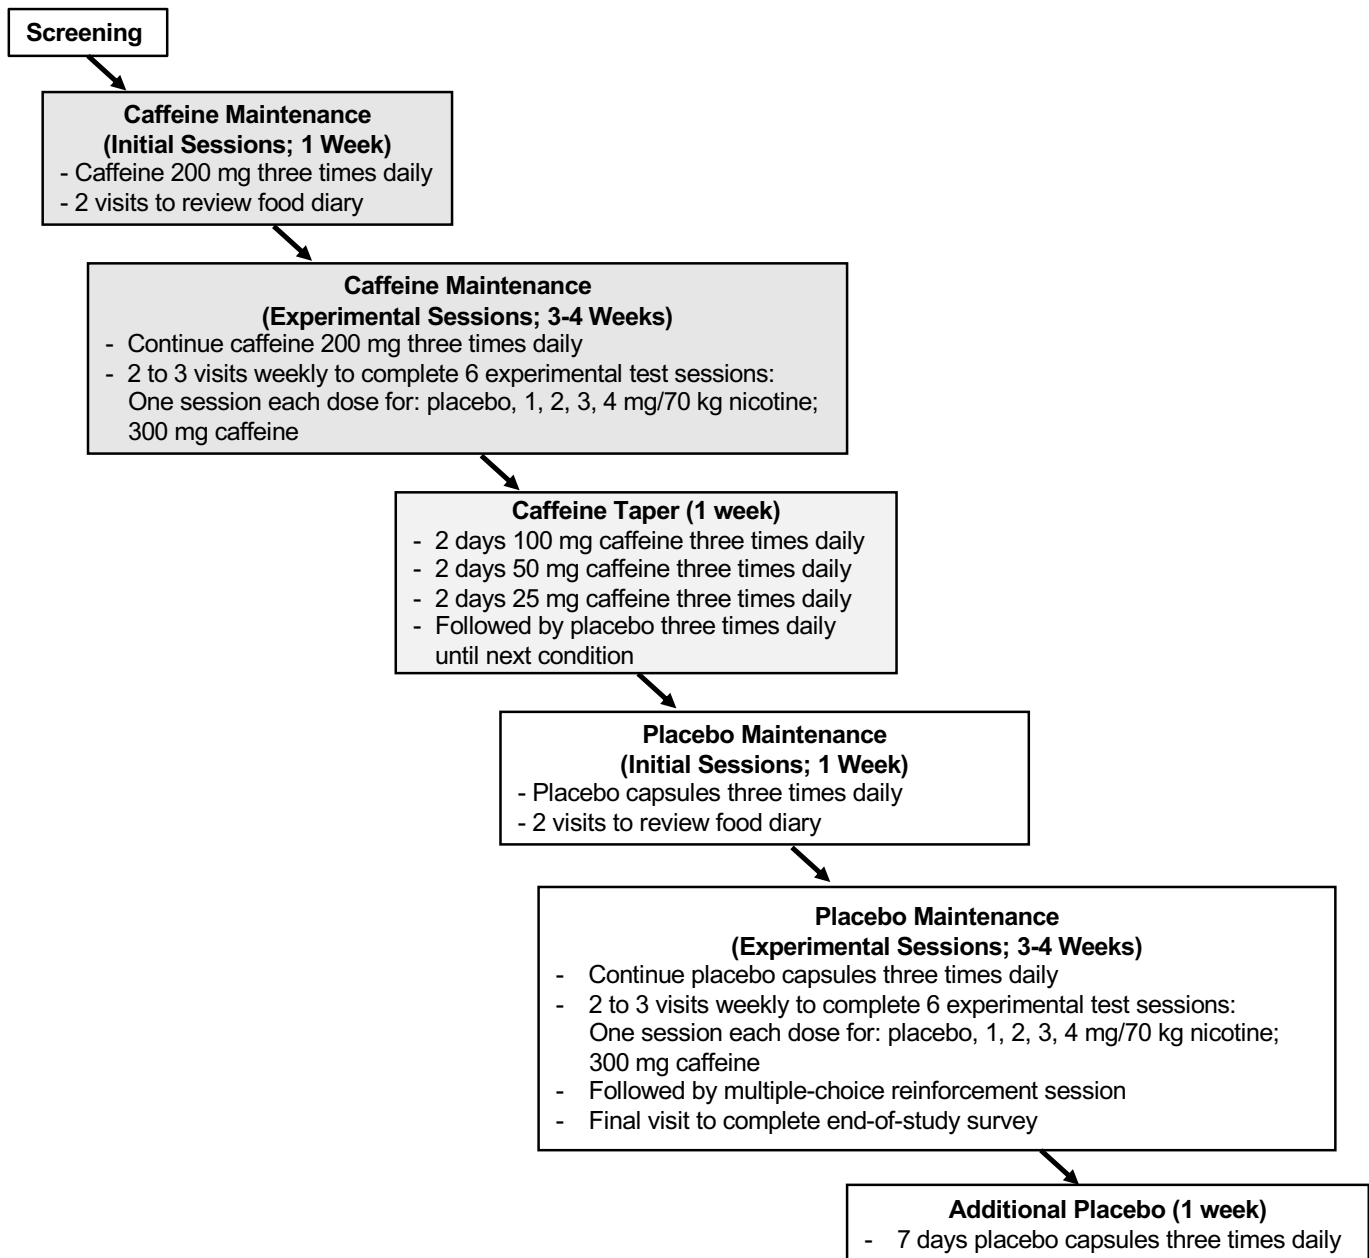 Screening
Caffeine Maintenance
(Initial Sessions; 1 Week)
- Caffeine 200 mg three times daily
- 2 visits to review food diary
Caffeine Maintenance
(Experimental Sessions; 3-4 Weeks)
- Continue caffeine 200 mg three times daily
- 2 to 3 visits weekly to complete 6 experimental test sessions:
One session each dose for: placebo, 1, 2, 3, 4 mg/70 kg nicotine;
300 mg caffeine
Caffeine Taper (1 week)
- 2 days 100 mg caffeine three times daily
- 2 days 50 mg caffeine three times daily
- 2 days 25 mg caffeine three times daily
- Followed by placebo three times daily
until next condition
Placebo Maintenance
(Initial Sessions; 1 Week)
- Placebo capsules three times daily
- 2 visits to review food diary
Placebo Maintenance
(Experimental Sessions; 3-4 Weeks)
- Continue placebo capsules three times daily
- 2 to 3 visits weekly to complete 6 experimental test sessions:
One session each dose for: placebo, 1, 2, 3, 4 mg/70 kg nicotine;
300 mg caffeine
- Followed by multiple-choice reinforcement session
- Final visit to complete end-of-study survey
Additional Placebo (1 week)
- 7 days placebo capsules three times daily